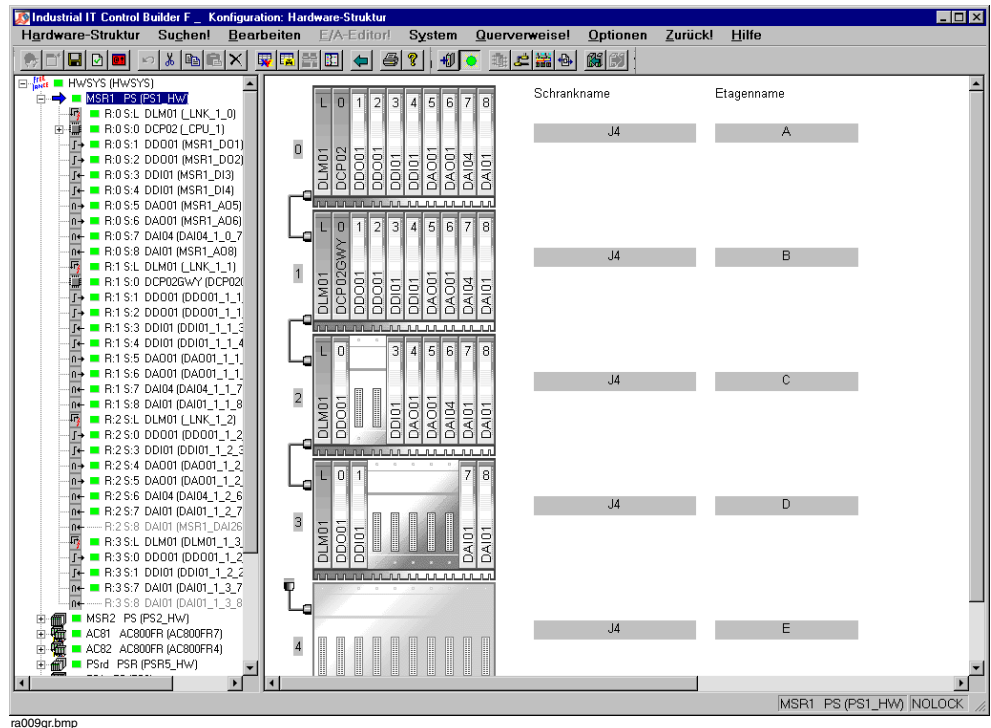 Industrial IT Control Builder F _ Konfiguration: Hardware-Struktur
Hardware-Struktur Suchen! Bearbeiten E/A-Editor! System Querverweise! Optionen Zurück! Hilfe
HWSYS (HWSYS)
MSR1 PS (PS1_HW)
R:0 S:L DLM01 (_LNK_1_0)
R:0 S:0 DCP02 (_CPU_1)
R:0 S:1 DDO01 (MSR1_DO1)
R:0 S:2 DDO01 (MSR1_DO2)
R:0 S:3 DDI01 (MSR1_DI3)
R:0 S:4 DDI01 (MSR1_DI4)
R:0 S:5 DAO01 (MSR1_AO5)
R:0 S:6 DAO01 (MSR1_AO6)
R:0 S:7 DAI04 (DAI04_1_0_7
R:0 S:8 DAI01 (MSR1_AO8)
R:1 S:L DLM01 (_LNK_1_1)
R:1 S:0 DCP02GWY (DCP02(
R:1 S:1 DDO01 (DDO01_1_1_
R:1 S:2 DDO01 (DDO01_1_1_
R:1 S:3 DDI01 (DDI01_1_1_3
R:1 S:4 DDI01 (DDI01_1_1_4
R:1 S:5 DAO01 (DAO01_1_1_
R:1 S:6 DAO01 (DAO01_1_1_
R:1 S:7 DAI04 (DAI04_1_1_7
R:1 S:8 DAI01 (DAI01_1_1_8
R:2 S:L DLM01 (_LNK_1_2)
R:2 S:0 DDO01 (DDO01_1_2
R:2 S:3 DDI01 (DDI01_1_2_3
R:2 S:4 DAO01 (DAO01_1_2_
R:2 S:5 DAO01 (DAO01_1_2_
R:2 S:6 DAI04 (DAI04_1_2_6
R:2 S:7 DAI01 (DAI01_1_2_7
R:2 S:8 DAI01 (MSR1_DAI26
R:3 S:L DLM01 (DLM01_1_3_
R:3 S:0 DDO01 (DDO01_1_2
R:3 S:1 DDI01 (DDI01_1_2_2
R:3 S:7 DAI01 (DAI01_1_3_7
R:3 S:8 DAI01 (DAI01_1_3_8
MSR2 PS (PS2_HW)
AC81 AC800FR (AC800FR7)
AC82 AC800FR (AC800FR4)
PSrd PSR (PSR5_HW)
Schrankname Etagenname
0
L 0 1 2 3 4 5 6 7 8
DLM01 DCP02 DDO01 DDO01 DDI01 DDI01 DAO01 DAO01 DAI04 DAI01
J4 A
1
L 0 1 2 3 4 5 6 7 8
DLM01 DCP02GWY DDO01 DDO01 DDI01 DDI01 DAO01 DAO01 DAI04 DAI01
J4 B
2
L 0 3 4 5 6 7 8
DLM01 DDO01 DDI01 DAO01 DAO01 DAI04 DAI01 DAI01
J4 C
3
L 0 1 7 8
DLM01 DDO01 DDI01 DAI01 DAI01
J4 D
4
J4 E
MSR1 PS (PS1_HW) NOLOCK
ra009gr.bmp